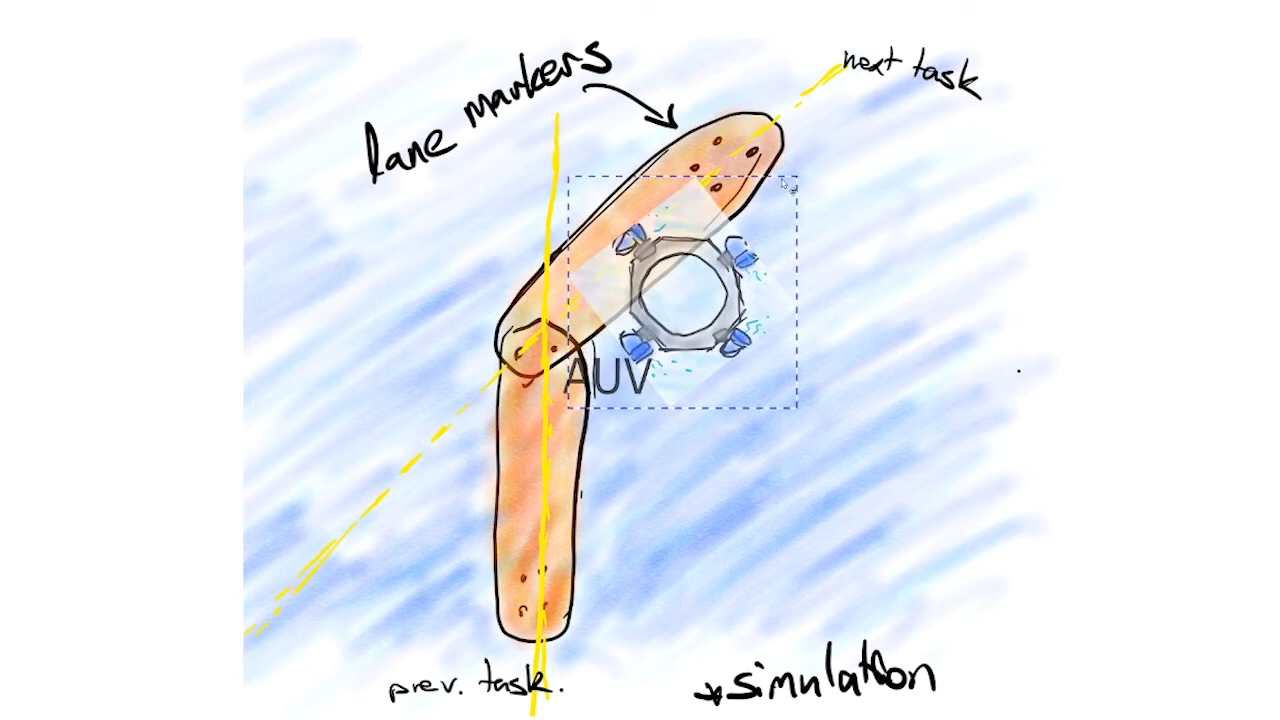 lane markers
next task
AUV
prev. task.
*simulation